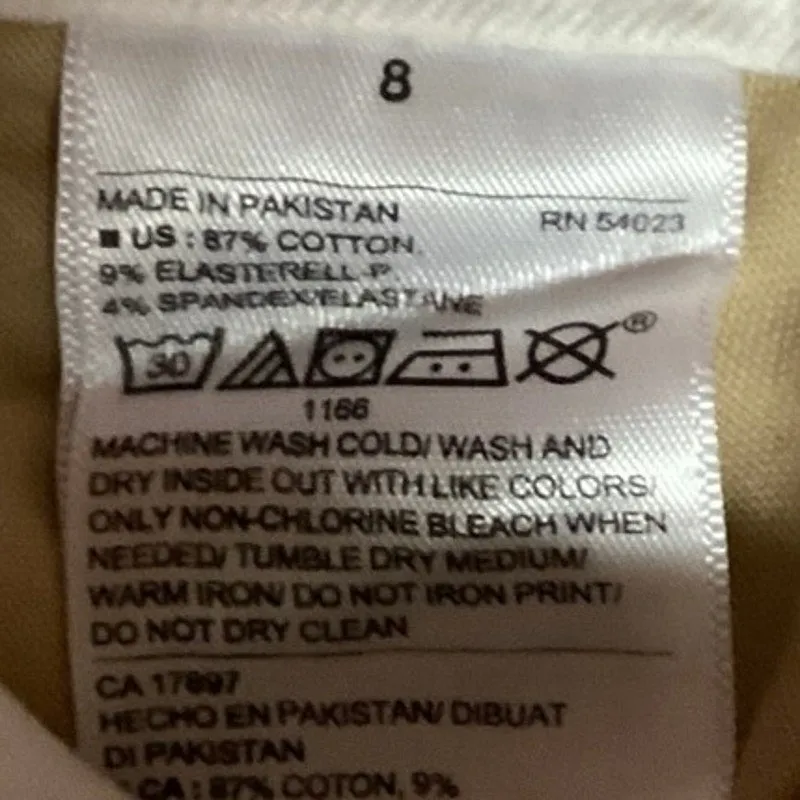 8
MADE IN PAKISTAN
RN 54023
■ US : 87% COTTON,
9% ELASTERELL-P,
4% SPANDEX/ELASTANE
30
®
1166
MACHINE WASH COLD/ WASH AND
DRY INSIDE OUT WITH LIKE COLORS/
ONLY NON-CHLORINE BLEACH WHEN
NEEDED/ TUMBLE DRY MEDIUM/
WARM IRON/ DO NOT IRON PRINT/
DO NOT DRY CLEAN
CA 17897
HECHO EN PAKISTAN/ DIBUAT
DI PAKISTAN
■ CA : 87% COTON, 9%